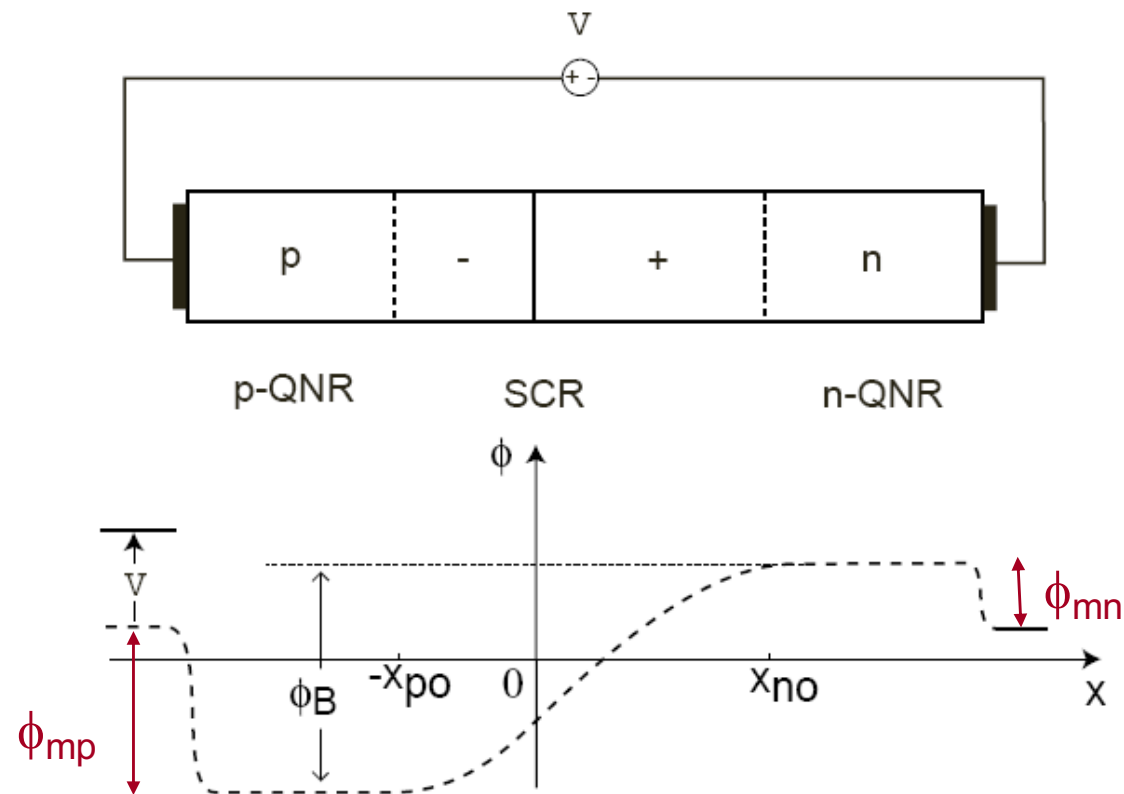 V
+ -
p - + n
p-QNR SCR n-QNR
ϕ
V
ϕmn
-xpo 0 xno x
ϕB
ϕmp